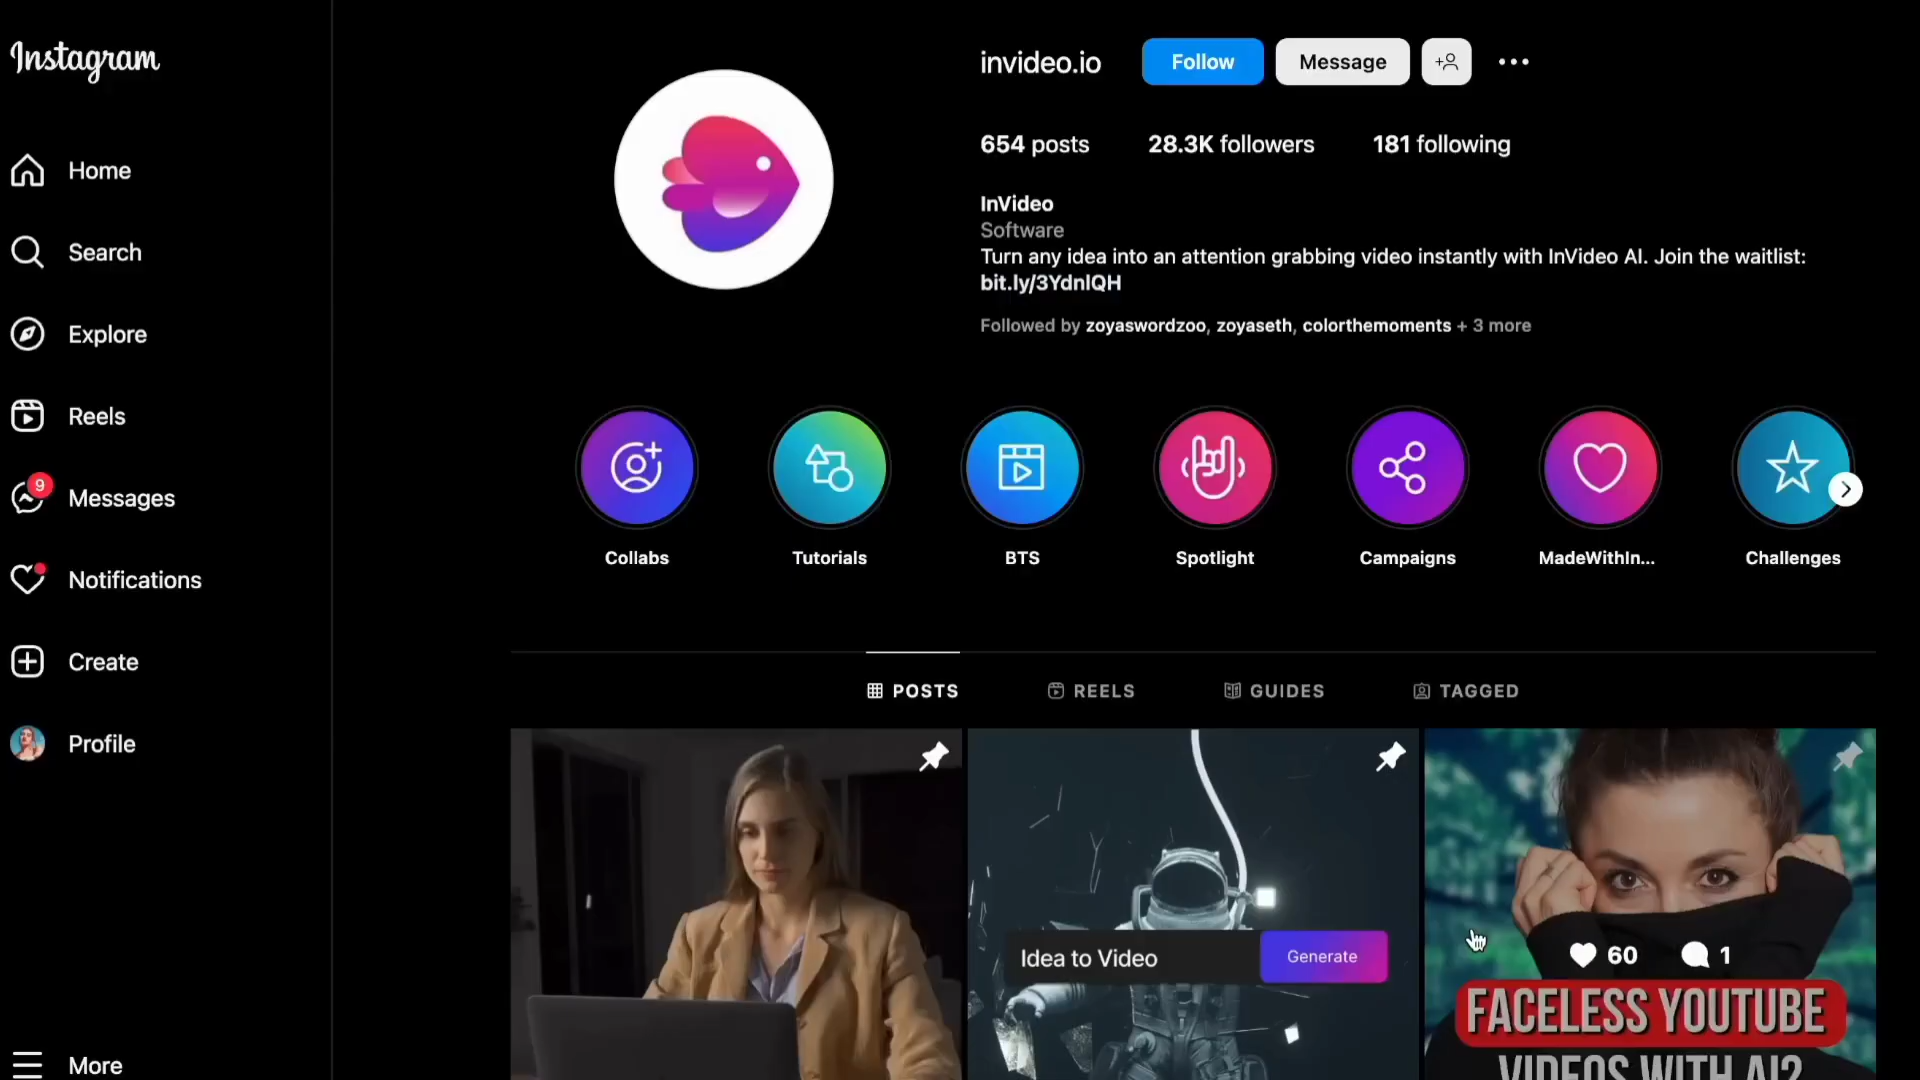 Instagram
Home
Search
Explore
Reels
9
Messages
Notifications
Create
Profile
More
invideo.io
Follow
Message
654 posts
28.3K followers
181 following
InVideo
Software
Turn any idea into an attention grabbing video instantly with InVideo AI. Join the waitlist:
bit.ly/3YdnlQH
Followed by zoyaswordzoo, zoyaseth, colorthemoments + 3 more
Collabs
Tutorials
BTS
Spotlight
Campaigns
MadeWithIn...
Challenges
POSTS
REELS
GUIDES
TAGGED
Idea to Video
Generate
60
1
FACELESS YOUTUBE
VIDEOS WITH AI?